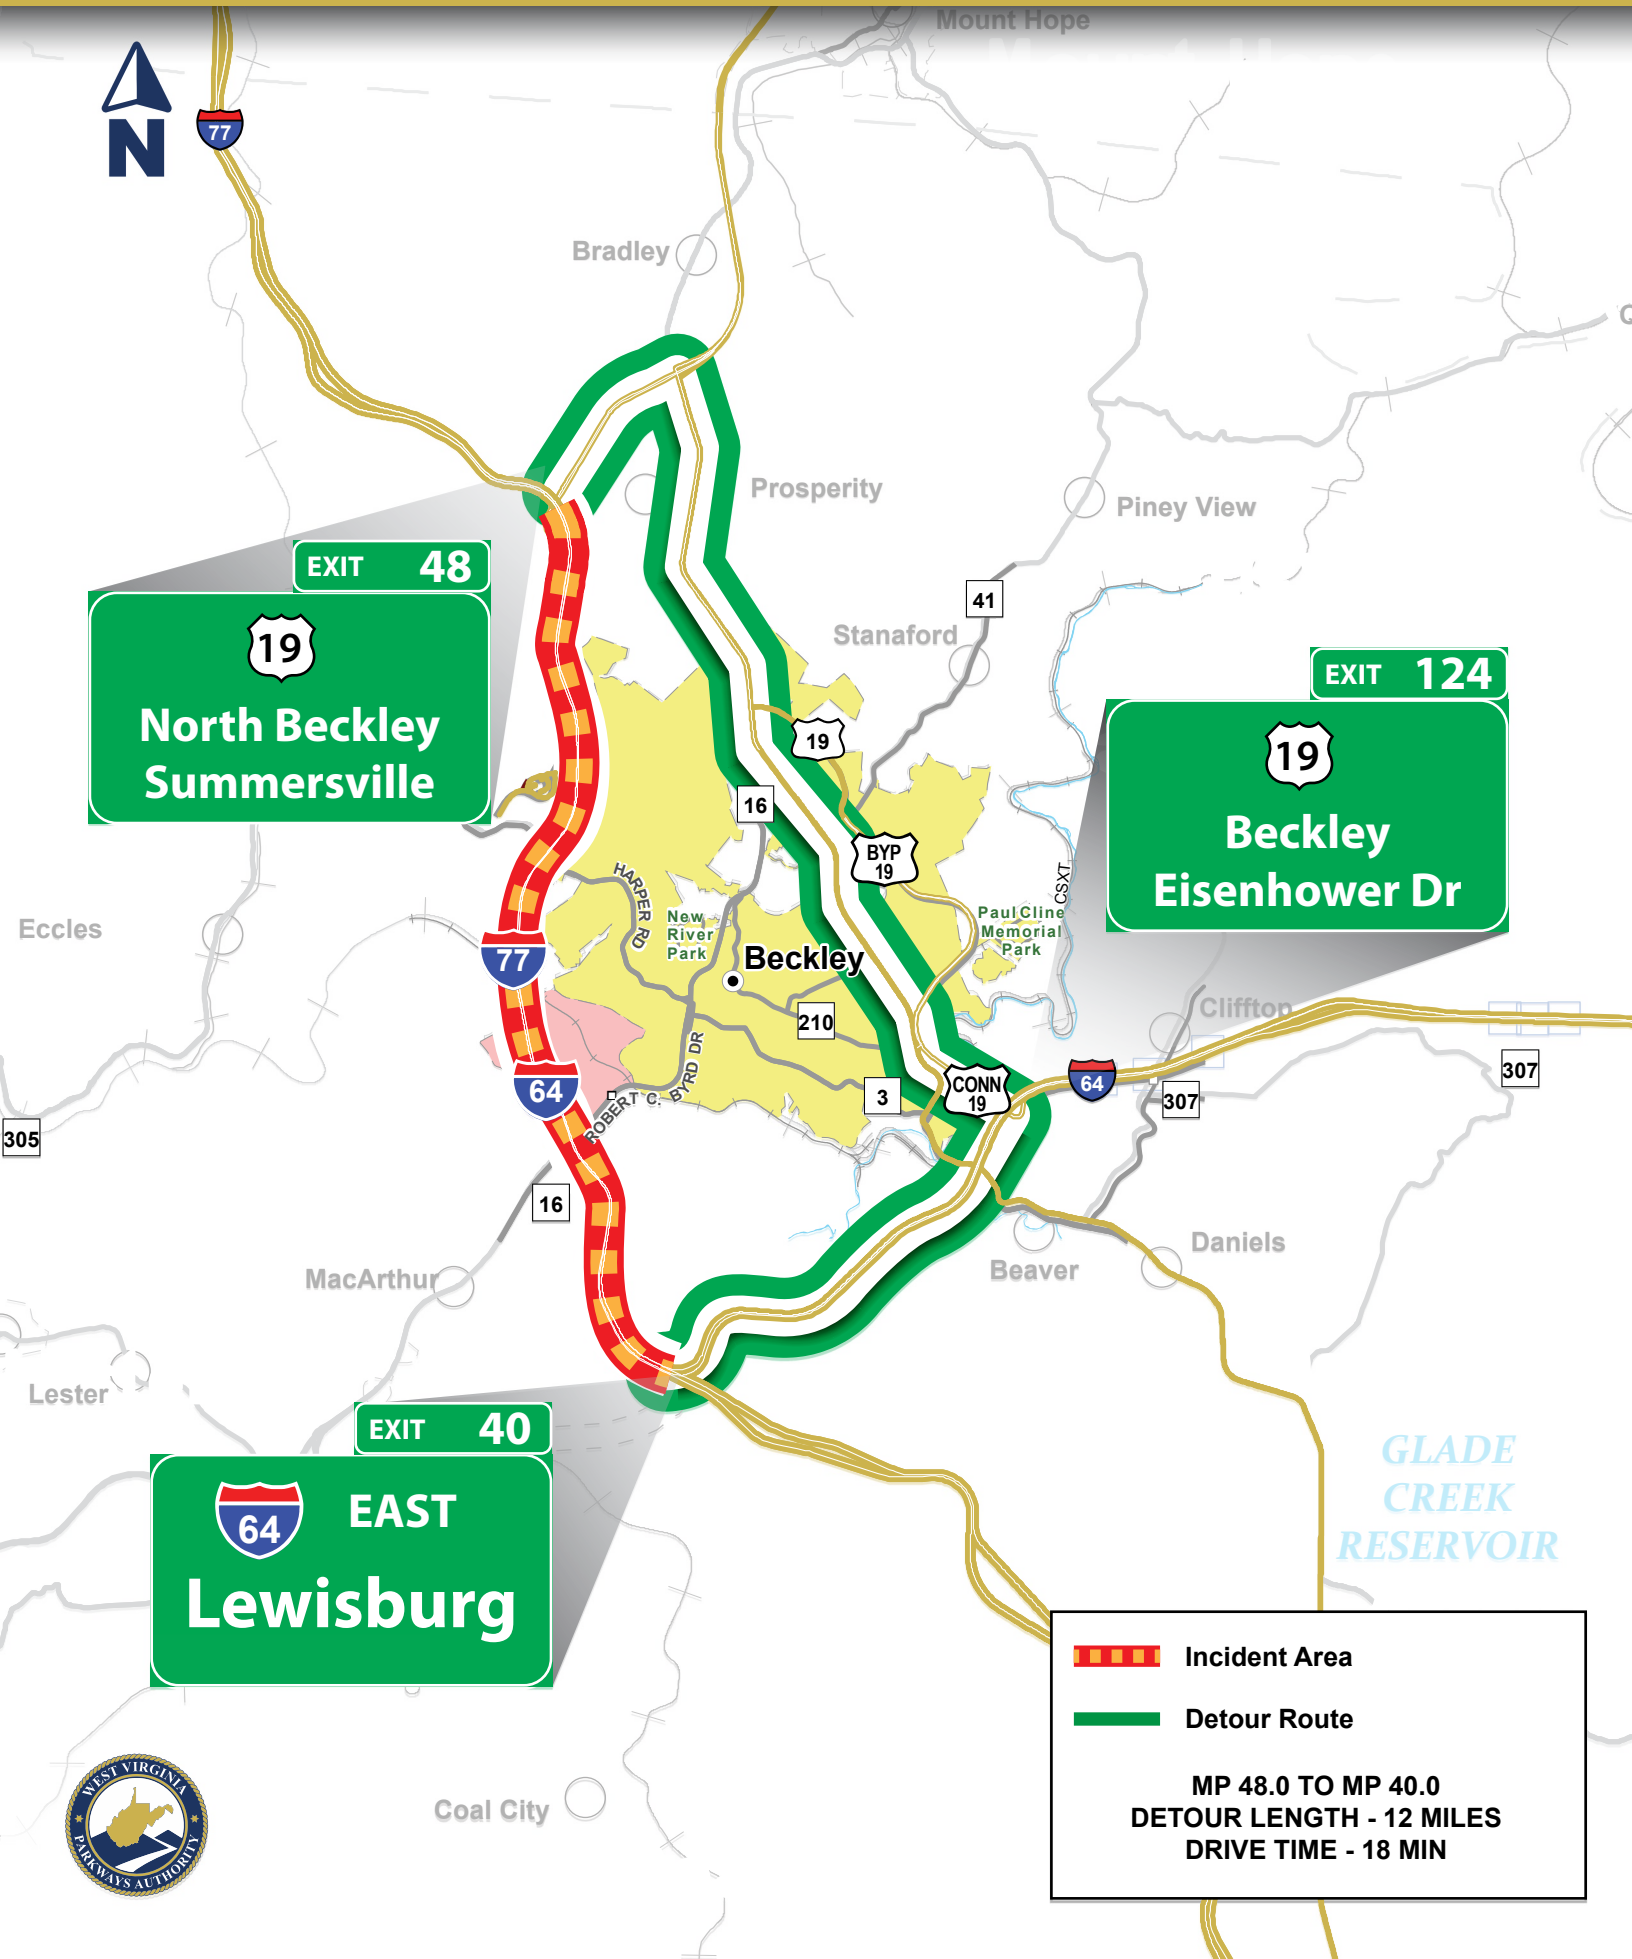 Mount Hope
N
77
Bradley
Prosperity
Piney View
41
Stanaford
EXIT 48
19
North Beckley
Summersville
EXIT 124
19
Beckley
Eisenhower Dr
19
16
BYP
19
CSXT
HARPER RD
New
River
Park
Paul Cline
Memorial
Park
Eccles
77
Beckley
Cliffton
210
BYRD DR
ROBERT C.
64
3
CONN
19
64
307
307
305
16
MacArthur
Beaver
Daniels
Lester
EXIT 40
64 EAST
Lewisburg
GLADE
CREEK
RESERVOIR
Incident Area
Detour Route
MP 48.0 TO MP 40.0
DETOUR LENGTH - 12 MILES
DRIVE TIME - 18 MIN
Coal City
WEST VIRGINIA
PARKWAYS AUTHORITY